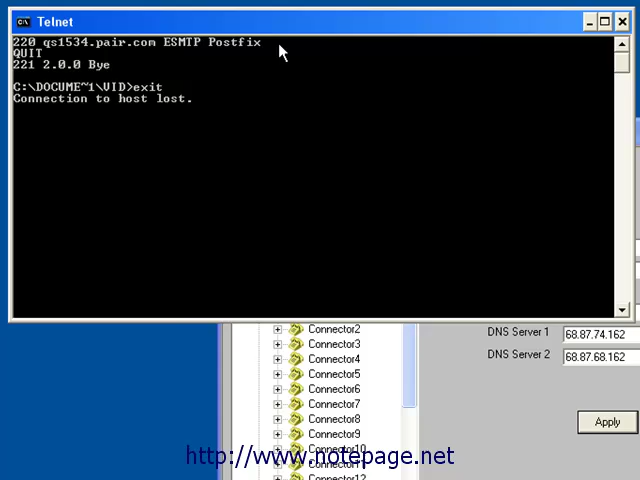 Telnet
220 qs1534.pair.com ESMTP Postfix
QUIT
221 2.0.0 Bye
C:\DOCUME~1\VID>exit
Connection to host lost.
Connector2
Connector3
Connector4
Connector5
Connector6
Connector7
Connector8
Connector9
Connector10
Connector11
Connector12
DNS Server 1 68.87.74.162
DNS Server 2 68.87.68.162
Apply
http://www.notepage.net